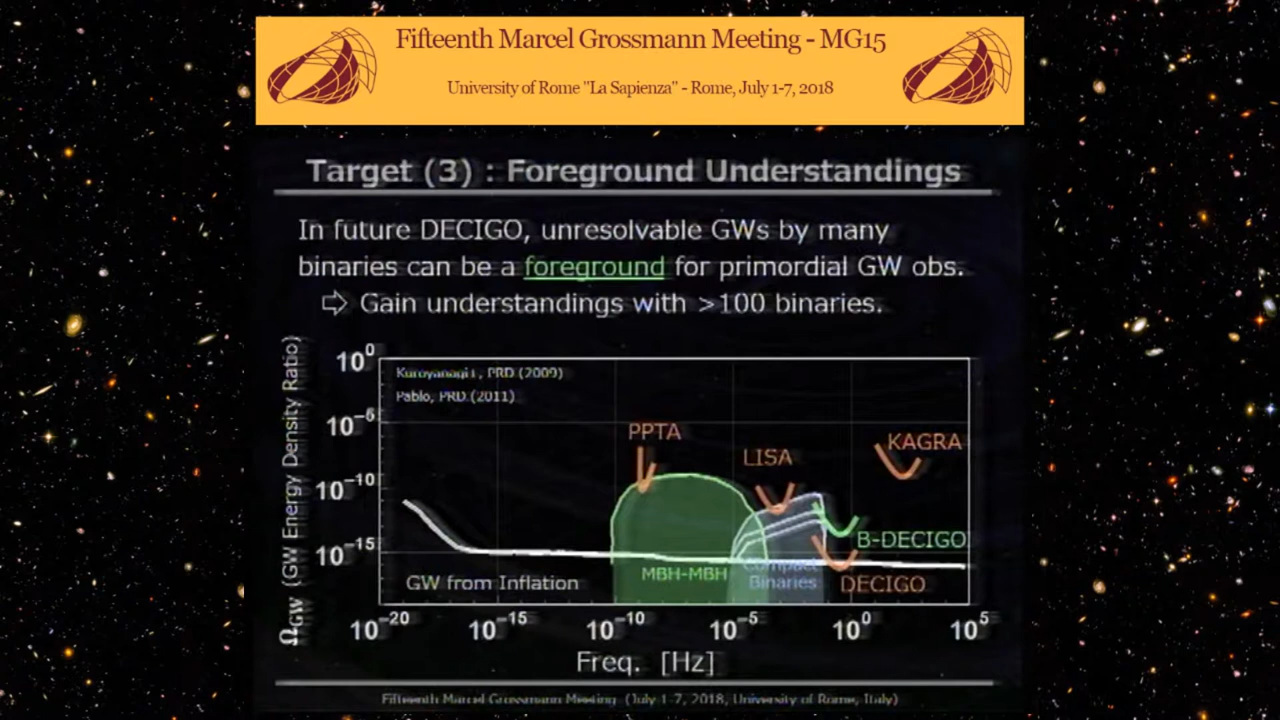 Fifteenth Marcel Grossmann Meeting - MG15
University of Rome "La Sapienza" - Rome, July 1-7, 2018
Target (3) : Foreground Understandings
In future DECIGO, unresolvable GWs by many
binaries can be a foreground for primordial GW obs.
⇨ Gain understandings with >100 binaries.
Ω_GW (GW Energy Density Ratio)
10^0
10^-6
10^-10
10^-15
Kuroyanagi+, PRD (2009)
Pablo, PRD (2011)
PPTA
LISA
KAGRA
B-DECIGO
DECIGO
GW from Inflation
MBH-MBH
Compact
Binaries
10^-20 10^-15 10^-10 10^-5 10^0 10^5
Freq. [Hz]
Fifteenth Marcel Grossmann Meeting (July 1-7, 2018, University of Rome, Italy)